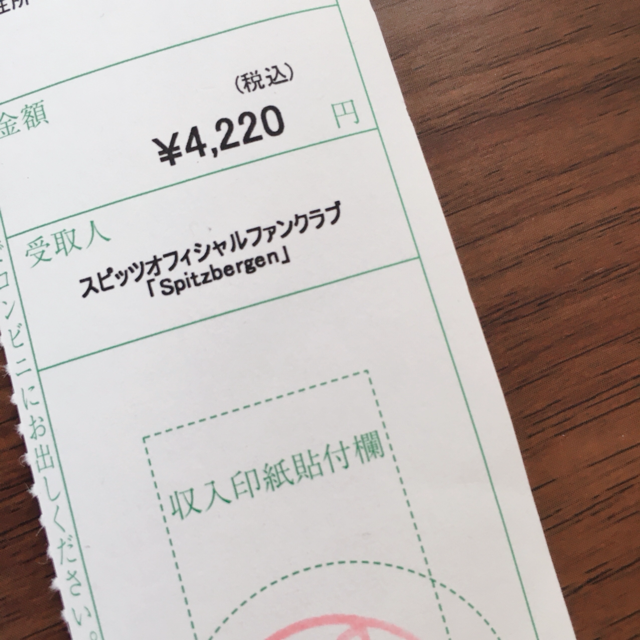 住所
金額
(税込)
¥4,220 円
受取人
スピッツオフィシャルファンクラブ
「Spitzbergen」
収入印紙貼付欄
コンビニにお出しください。